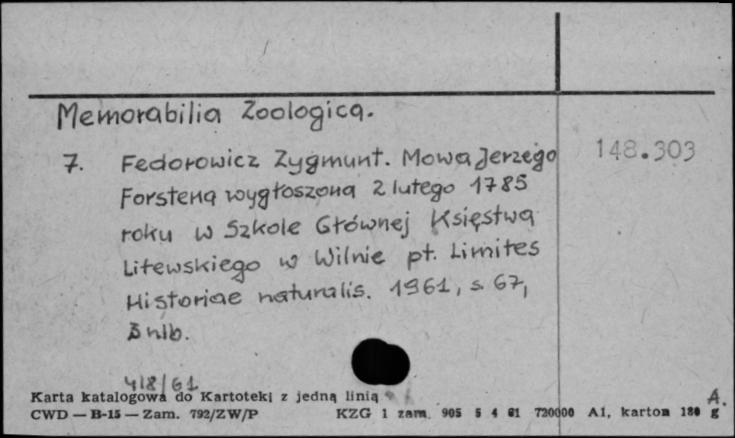 Memorabilia Zoologica.
7. Fedorowicz Zygmunt. Mowa Jerzego 148.303
Forstena wygłoszona 2 lutego 1785
roku w Szkole Głównej Księstwa
Litewskiego w Wilnie pt. Limites
Historiae naturalis. 1961, s. 67,
3 nlb.
418/61
Karta katalogowa do Kartoteki z jedną linią
CWD — B-15 — Zam. 792/ZW/P KZG 1 zam. 905 5 4 61 720000 A1, karton 180 g
A.